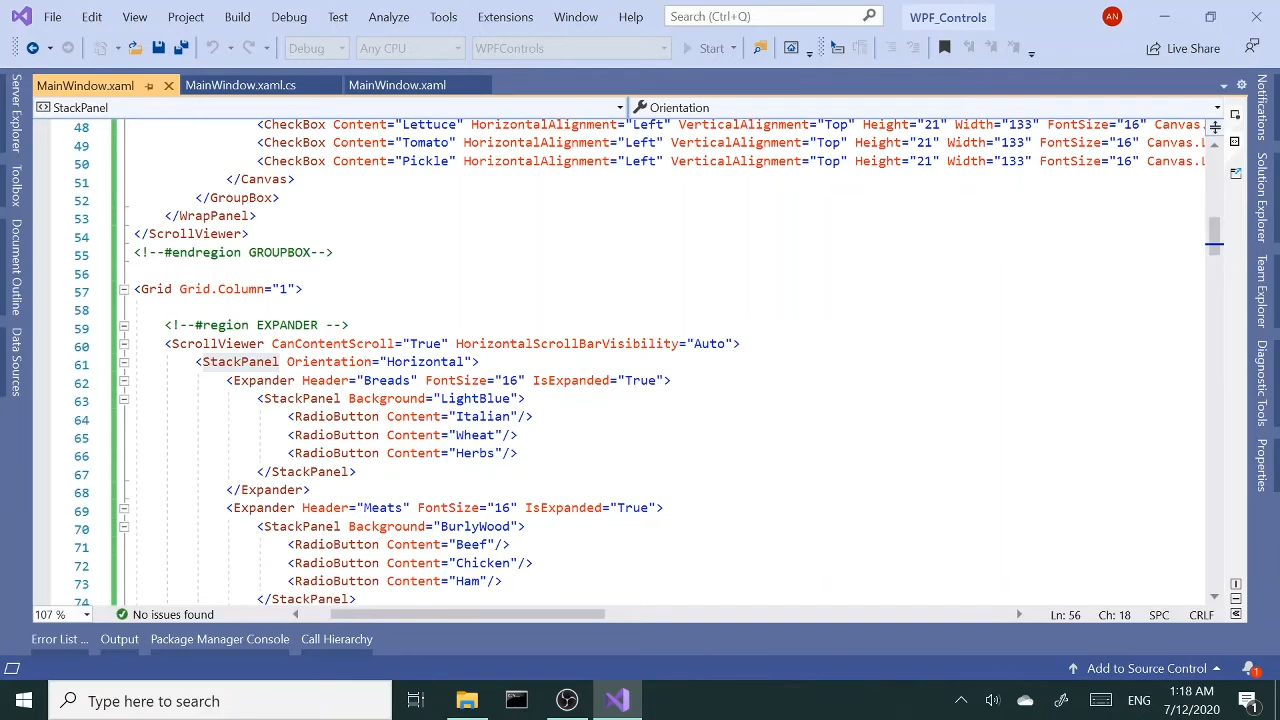 File Edit View Git Project Build Debug Test Analyze Tools Extensions Window Help Search (Ctrl+Q) WPF_Controls AN
Debug Any CPU WPFControls Start Live Share
MainWindow.xaml MainWindow.xaml.cs MainWindow.xaml
StackPanel Orientation
48 <CheckBox Content="Lettuce" HorizontalAlignment="Left" VerticalAlignment="Top" Height="21" Width="133" FontSize="16" Canvas.
49 <CheckBox Content="Tomato" HorizontalAlignment="Left" VerticalAlignment="Top" Height="21" Width="133" FontSize="16" Canvas.L
50 <CheckBox Content="Pickle" HorizontalAlignment="Left" VerticalAlignment="Top" Height="21" Width="133" FontSize="16" Canvas.L
51 </Canvas>
52 </GroupBox>
53 </WrapPanel>
54 </ScrollViewer>
55 <!--#endregion GROUPBOX-->
56
57 <Grid Grid.Column="1">
58
59 <!--#region EXPANDER -->
60 <ScrollViewer CanContentScroll="True" HorizontalScrollBarVisibility="Auto">
61 <StackPanel Orientation="Horizontal">
62 <Expander Header="Breads" FontSize="16" IsExpanded="True">
63 <StackPanel Background="LightBlue">
64 <RadioButton Content="Italian"/>
65 <RadioButton Content="Wheat"/>
66 <RadioButton Content="Herbs"/>
67 </StackPanel>
68 </Expander>
69 <Expander Header="Meats" FontSize="16" IsExpanded="True">
70 <StackPanel Background="BurlyWood">
71 <RadioButton Content="Beef"/>
72 <RadioButton Content="Chicken"/>
73 <RadioButton Content="Ham"/>
74 </StackPanel>
107 % No issues found Ln: 56 Ch: 18 SPC CRLF
Error List ... Output Package Manager Console Call Hierarchy
Add to Source Control 1
Type here to search ENG 1:18 AM
7/12/2020 1
Server Explorer
Toolbox
Document Outline
Data Sources
Notifications
Solution Explorer
Team Explorer
Diagnostic Tools
Properties